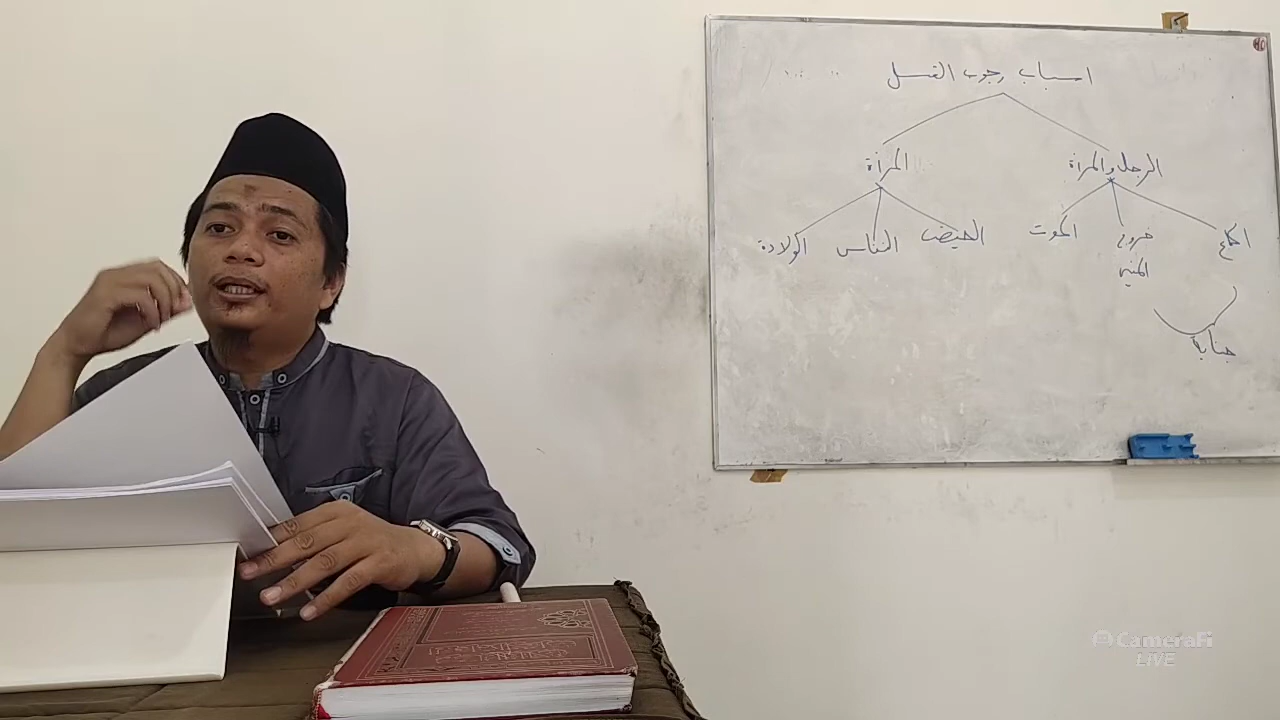 اسباب وجوب الغسل
الرجل والمرأة
المرأة
الجماع
خروج
المني
الموت
الحيض
النفاس
الولادة
جنابة
CameraFi
LIVE